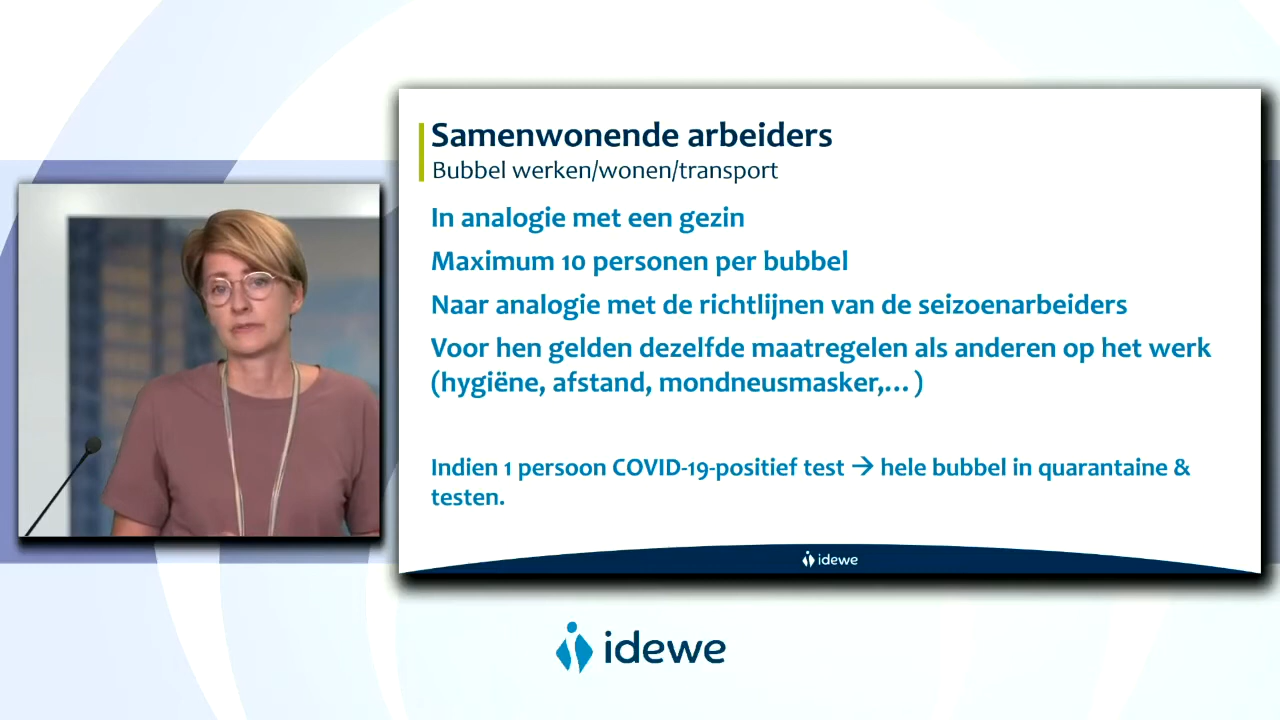 Samenwonende arbeiders
Bubbel werken/wonen/transport
In analogie met een gezin
Maximum 10 personen per bubbel
Naar analogie met de richtlijnen van de seizoenarbeiders
Voor hen gelden dezelfde maatregelen als anderen op het werk
(hygiëne, afstand, mondneusmasker,... )
Indien 1 persoon COVID-19-positief test → hele bubbel in quarantaine &
testen.
idewe
idewe